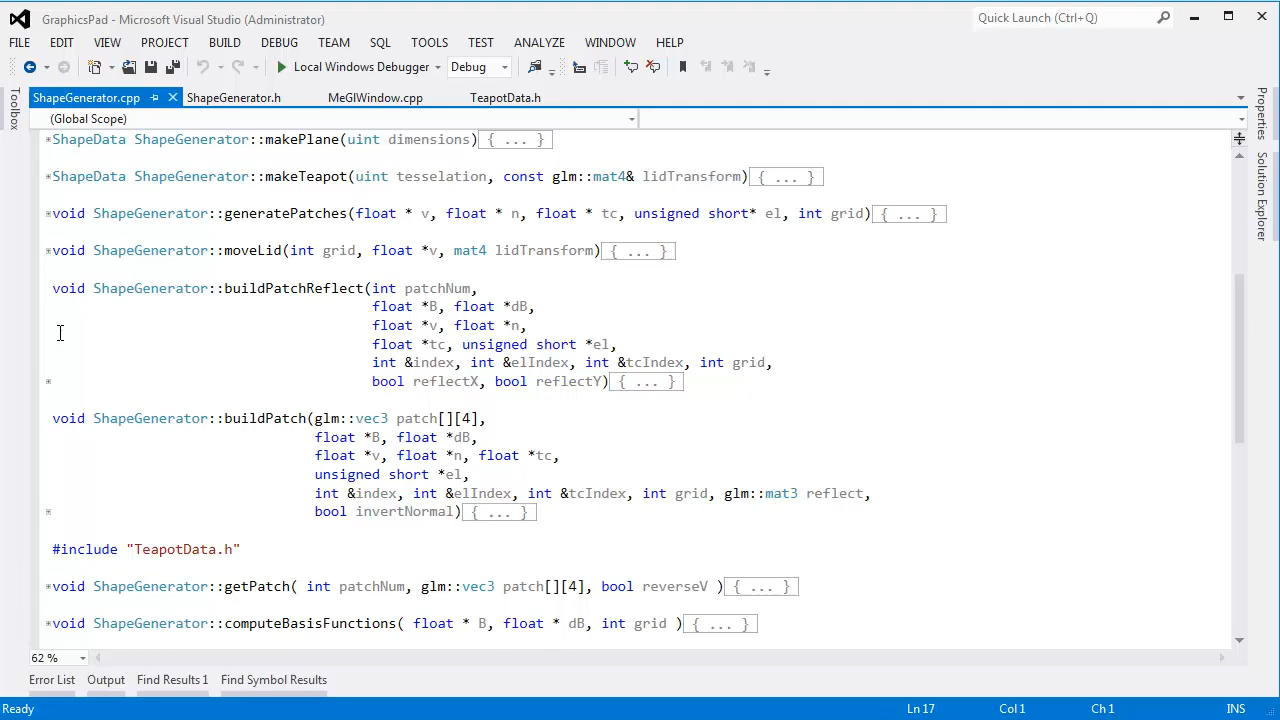 GraphicsPad - Microsoft Visual Studio (Administrator)
Quick Launch (Ctrl+Q)
FILE EDIT VIEW PROJECT BUILD DEBUG TEAM SQL TOOLS TEST ANALYZE WINDOW HELP
Local Windows Debugger Debug
Toolbox
ShapeGenerator.cpp ShapeGenerator.h MeGlWindow.cpp TeapotData.h
(Global Scope)
ShapeData ShapeGenerator::makePlane(uint dimensions){ ... }
ShapeData ShapeGenerator::makeTeapot(uint tesselation, const glm::mat4& lidTransform){ ... }
void ShapeGenerator::generatePatches(float * v, float * n, float * tc, unsigned short* el, int grid){ ... }
void ShapeGenerator::moveLid(int grid, float *v, mat4 lidTransform){ ... }
void ShapeGenerator::buildPatchReflect(int patchNum,
float *B, float *dB,
float *v, float *n,
float *tc, unsigned short *el,
int &index, int &elIndex, int &tcIndex, int grid,
bool reflectX, bool reflectY){ ... }
void ShapeGenerator::buildPatch(glm::vec3 patch[][4],
float *B, float *dB,
float *v, float *n, float *tc,
unsigned short *el,
int &index, int &elIndex, int &tcIndex, int grid, glm::mat3 reflect,
bool invertNormal){ ... }
#include "TeapotData.h"
void ShapeGenerator::getPatch( int patchNum, glm::vec3 patch[][4], bool reverseV ){ ... }
void ShapeGenerator::computeBasisFunctions( float * B, float * dB, int grid ){ ... }
Properties
Solution Explorer
62 %
Error List Output Find Results 1 Find Symbol Results
Ready Ln 17 Col 1 Ch 1 INS